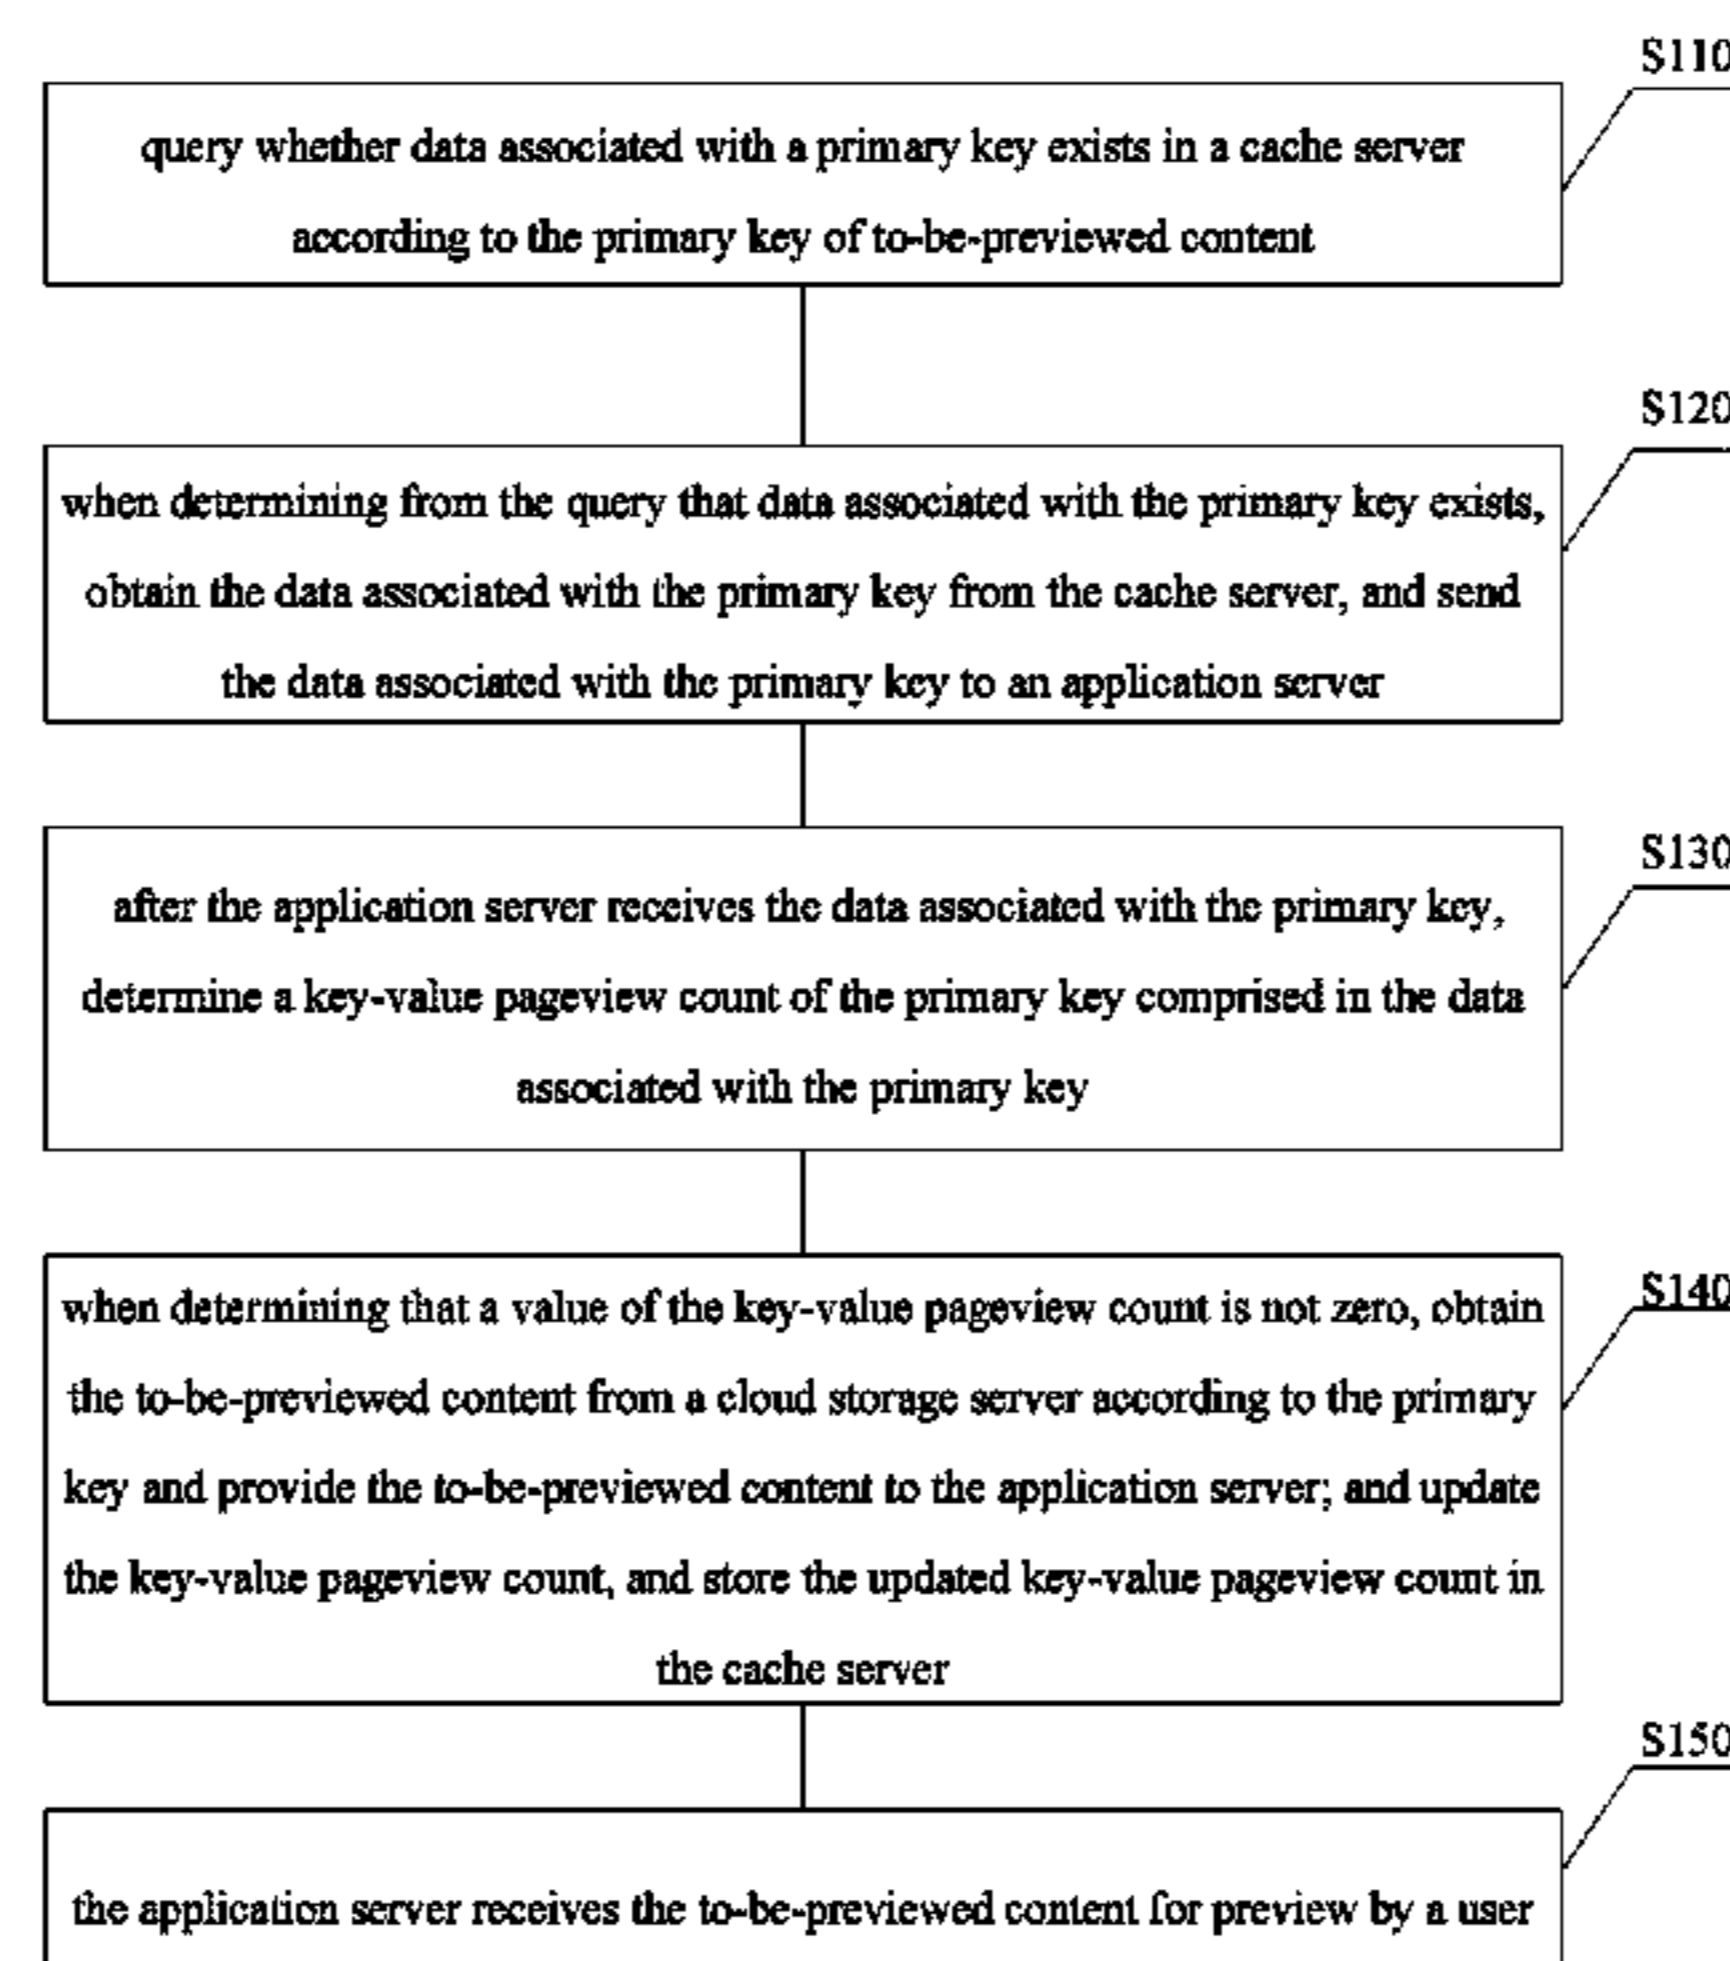 S110
query whether data associated with a primary key exists in a cache server
according to the primary key of to-be-previewed content
S120
when determining from the query that data associated with the primary key exists,
obtain the data associated with the primary key from the cache server, and send
the data associated with the primary key to an application server
S130
after the application server receives the data associated with the primary key,
determine a key-value pageview count of the primary key comprised in the data
associated with the primary key
S140
when determining that a value of the key-value pageview count is not zero, obtain
the to-be-previewed content from a cloud storage server according to the primary
key and provide the to-be-previewed content to the application server; and update
the key-value pageview count, and store the updated key-value pageview count in
the cache server
S150
the application server receives the to-be-previewed content for preview by a user